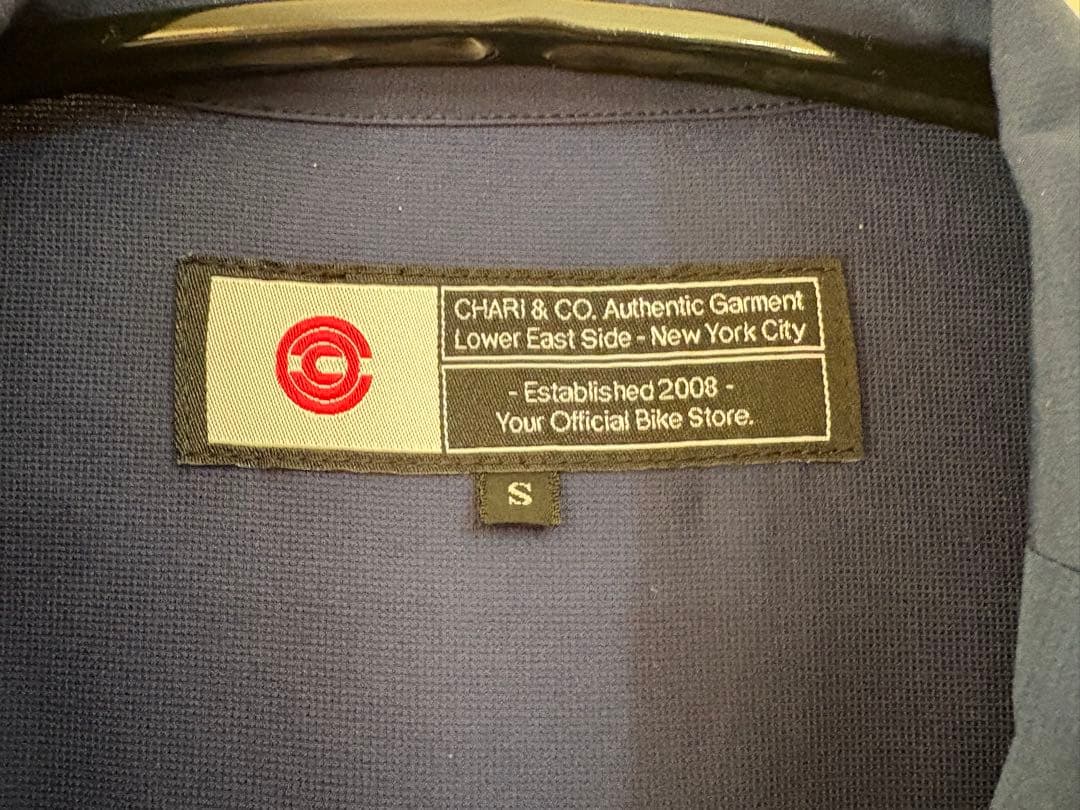 CHARI & CO. Authentic Garment
Lower East Side - New York City
- Established 2008 -
Your Official Bike Store.
S